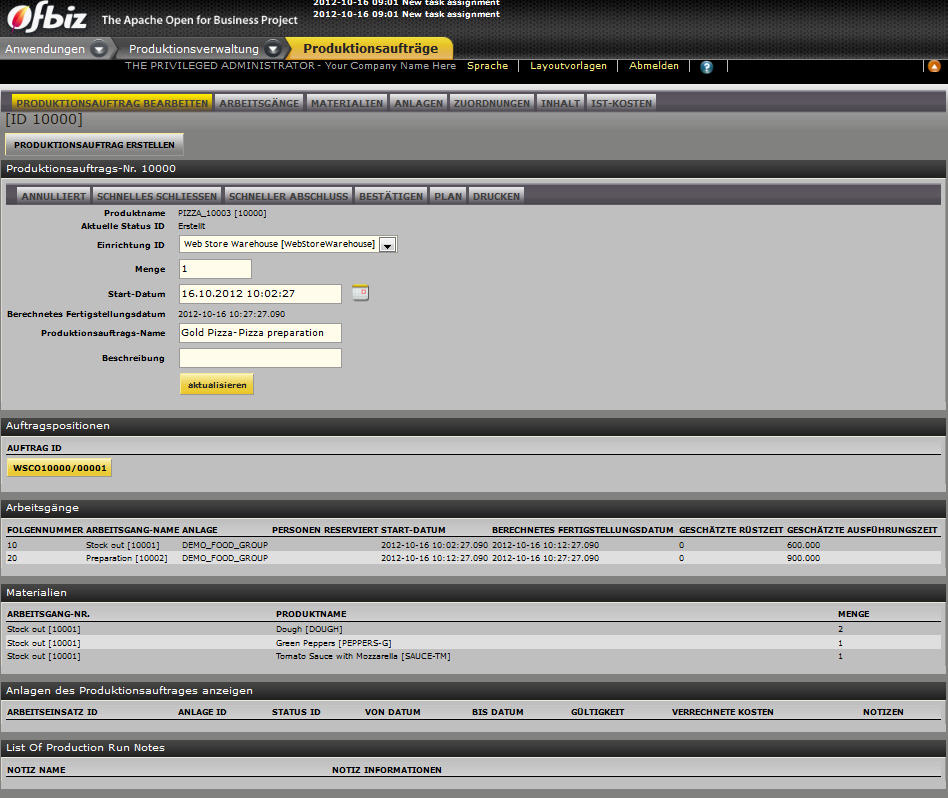 2012-10-16 09:01 New task assignment
Ofbiz The Apache Open for Business Project
2012-10-16 09:01 New task assignment
Anwendungen Produktionsverwaltung Produktionsaufträge
THE PRIVILEGED ADMINISTRATOR - Your Company Name Here Sprache Layoutvorlagen Abmelden ?
PRODUKTIONSAUFTRAG BEARBEITEN ARBEITSGÄNGE MATERIALIEN ANLAGEN ZUORDNUNGEN INHALT IST-KOSTEN
[ID 10000]
PRODUKTIONSAUFTRAG ERSTELLEN
Produktionsauftrags-Nr. 10000
ANNULLIERT SCHNELLES SCHLIESSEN SCHNELLER ABSCHLUSS BESTÄTIGEN PLAN DRUCKEN
Produktname PIZZA_10003 [10000]
Aktuelle Status ID Erstellt
Einrichtung ID Web Store Warehouse [WebStoreWarehouse]
Menge 1
Start-Datum 16.10.2012 10:02:27
Berechnetes Fertigstellungsdatum 2012-10-16 10:27:27.090
Produktionsauftrags-Name Gold Pizza-Pizza preparation
Beschreibung
aktualisieren
Auftragspositionen
AUFTRAG ID
WSCO10000/00001
Arbeitsgänge
FOLGENNUMMER ARBEITSGANG-NAME ANLAGE PERSONEN RESERVIERT START-DATUM BERECHNETES FERTIGSTELLUNGSDATUM GESCHÄTZTE RÜSTZEIT GESCHÄTZTE AUSFÜHRUNGSZEIT
10 Stock out [10001] DEMO_FOOD_GROUP 2012-10-16 10:02:27.090 2012-10-16 10:12:27.090 0 600.000
20 Preparation [10002] DEMO_FOOD_GROUP 2012-10-16 10:12:27.090 2012-10-16 10:27:27.090 0 900.000
Materialien
ARBEITSGANG-NR. PRODUKTNAME MENGE
Stock out [10001] Dough [DOUGH] 2
Stock out [10001] Green Peppers [PEPPERS-G] 1
Stock out [10001] Tomato Sauce with Mozzarella [SAUCE-TM] 1
Anlagen des Produktionsauftrages anzeigen
ARBEITSEINSATZ ID ANLAGE ID STATUS ID VON DATUM BIS DATUM GÜLTIGKEIT VERRECHNETE KOSTEN NOTIZEN
List Of Production Run Notes
NOTIZ NAME NOTIZ INFORMATIONEN